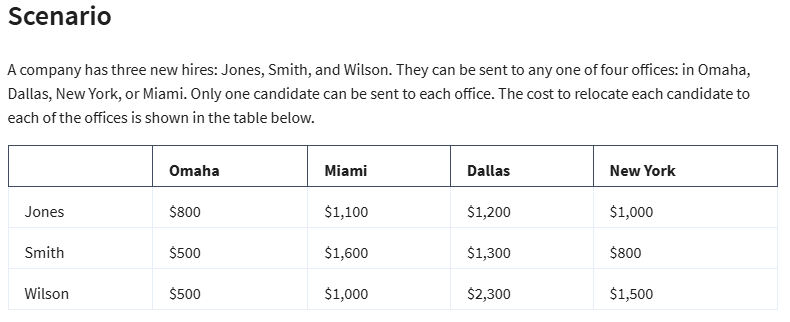 Scenario
A company has three new hires: Jones, Smith, and Wilson. They can be sent to any one of four offices: in Omaha,
Dallas, New York, or Miami. Only one candidate can be sent to each office. The cost to relocate each candidate to
each of the offices is shown in the table below.
Omaha Miami Dallas New York
Jones $800 $1,100 $1,200 $1,000
Smith $500 $1,600 $1,300 $800
Wilson $500 $1,000 $2,300 $1,500